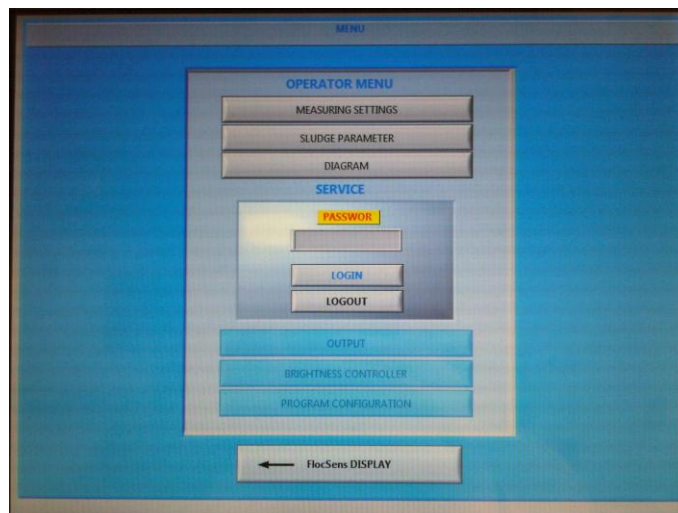 MENU
OPERATOR MENU
MEASURING SETTINGS
SLUDGE PARAMETER
DIAGRAM
SERVICE
PASSWOR
LOGIN
LOGOUT
OUTPUT
BRIGHTNESS CONTROLLER
PROGRAM CONFIGURATION
FlocSens DISPLAY